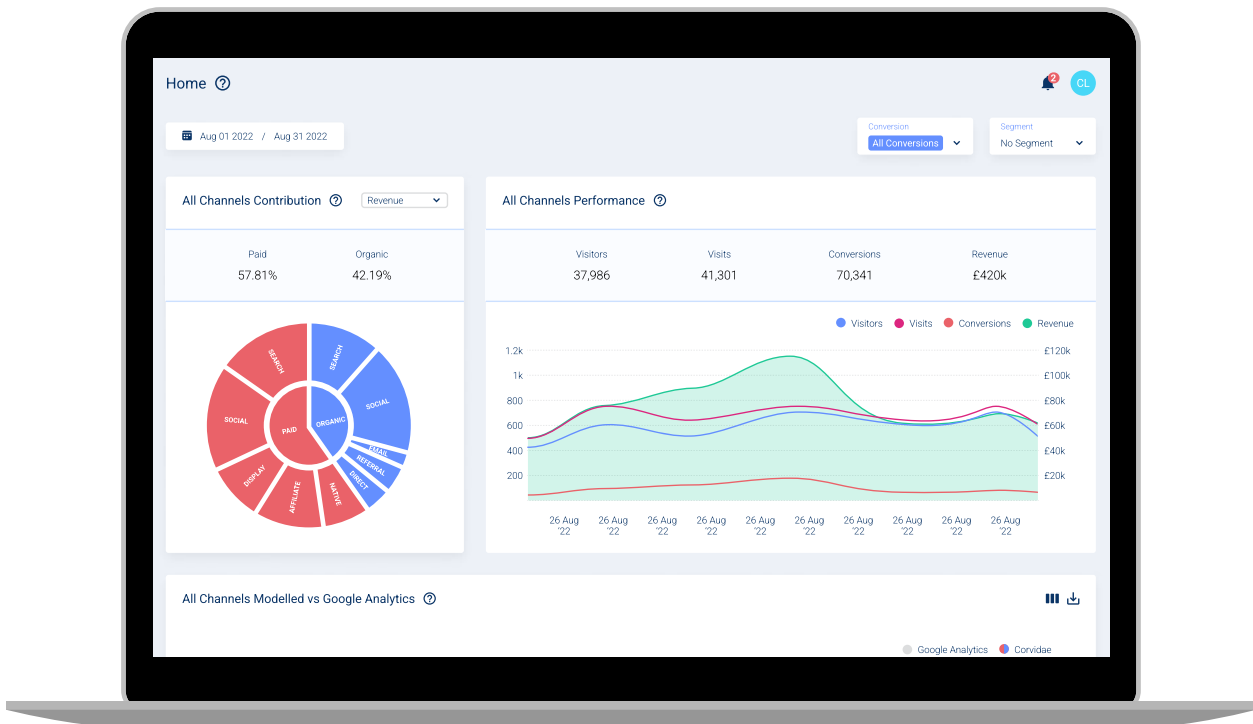 Home
2
CL
Aug 01 2022 / Aug 31 2022
Conversion
All Conversions
Segment
No Segment
All Channels Contribution
Revenue
Paid
57.81%
Organic
42.19%
SEARCH
SEARCH
SOCIAL
SOCIAL
PAID
ORGANIC
EMAIL
REFERRAL
DIRECT
DISPLAY
AFFILIATE
NATIVE
All Channels Performance
Visitors
37,986
Visits
41,301
Conversions
70,341
Revenue
£420k
Visitors
Visits
Conversions
Revenue
1.2k
1k
800
600
400
200
£120k
£100k
£80k
£60k
£40k
£20k
26 Aug
'22
26 Aug
'22
26 Aug
'22
26 Aug
'22
26 Aug
'22
26 Aug
'22
26 Aug
'22
26 Aug
'22
26 Aug
'22
26 Aug
'22
All Channels Modelled vs Google Analytics
Google Analytics
Corvidae